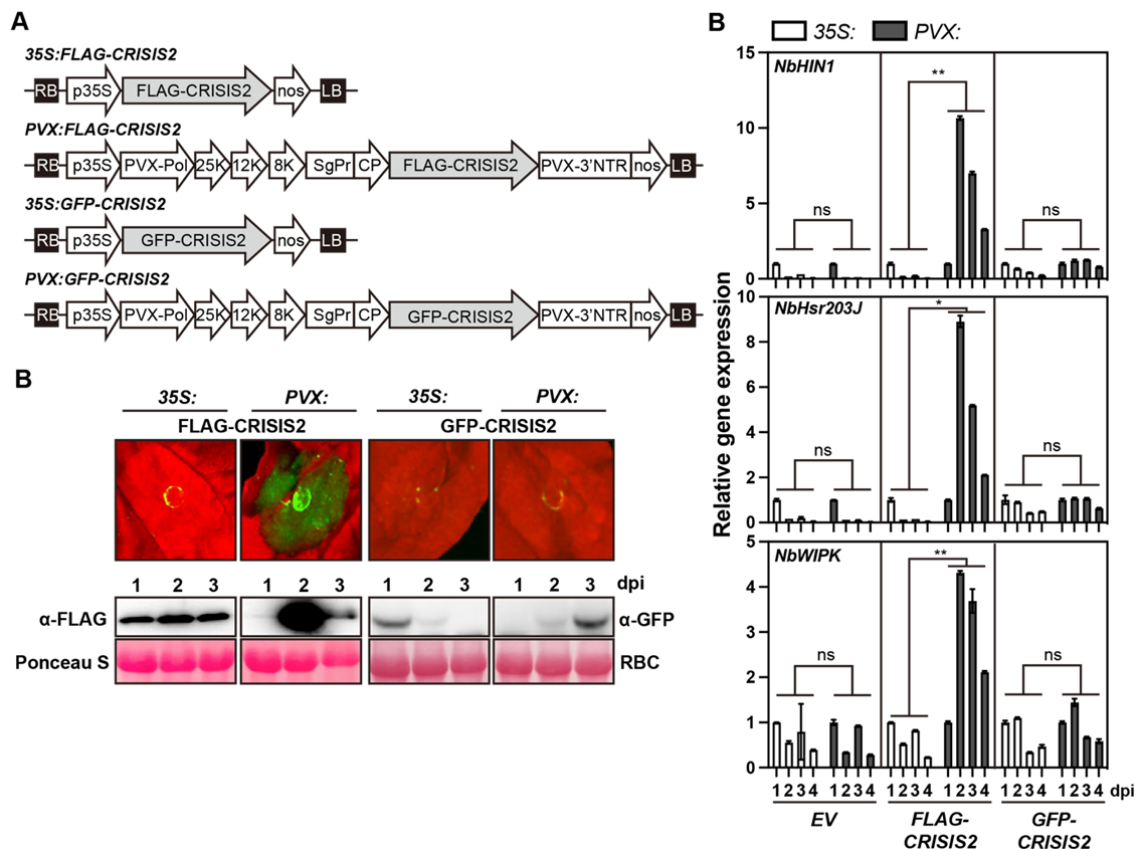 A
35S:FLAG-CRISIS2
RB p35S FLAG-CRISIS2 nos LB
PVX:FLAG-CRISIS2
RB p35S PVX-Pol 25K 12K 8K SgPr CP FLAG-CRISIS2 PVX-3'NTR nos LB
35S:GFP-CRISIS2
RB p35S GFP-CRISIS2 nos LB
PVX:GFP-CRISIS2
RB p35S PVX-Pol 25K 12K 8K SgPr CP GFP-CRISIS2 PVX-3'NTR nos LB
B
35S: PVX: 35S: PVX:
FLAG-CRISIS2 GFP-CRISIS2
1 2 3 1 2 3 dpi 1 2 3 1 2 3
α-FLAG α-GFP
Ponceau S RBC
B
35S: PVX:
Relative gene expression
15
10
5
0
NbHIN1
ns ** ns
10
8
6
4
2
0
NbHsr203J
ns * ns
5
4
3
2
1
0
NbWIPK
ns ** ns
1 2 3 4 1 2 3 4 1 2 3 4 1 2 3 4 1 2 3 4 1 2 3 4 dpi
EV FLAG- GFP-
CRISIS2 CRISIS2